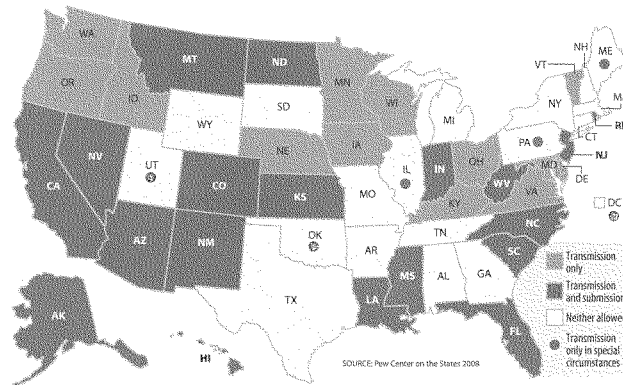 WA
MT
ND
MN
VT
NH
ME
OR
ID
SD
WI
MI
NY
M
WY
RI
CT
NV
UT
NE
IA
IL
IN
OH
PA
NJ
MD
DE
CA
CO
KS
MO
WV
VA
KY
DC
AZ
NM
OK
AR
TN
NC
SC
MS
AL
GA
TX
LA
FL
AK
HI
Transmission
only
Transmission
and submission
Neither allowe
Transmission
only in special
circumstances
SOURCE: Pew Center on the States 2008